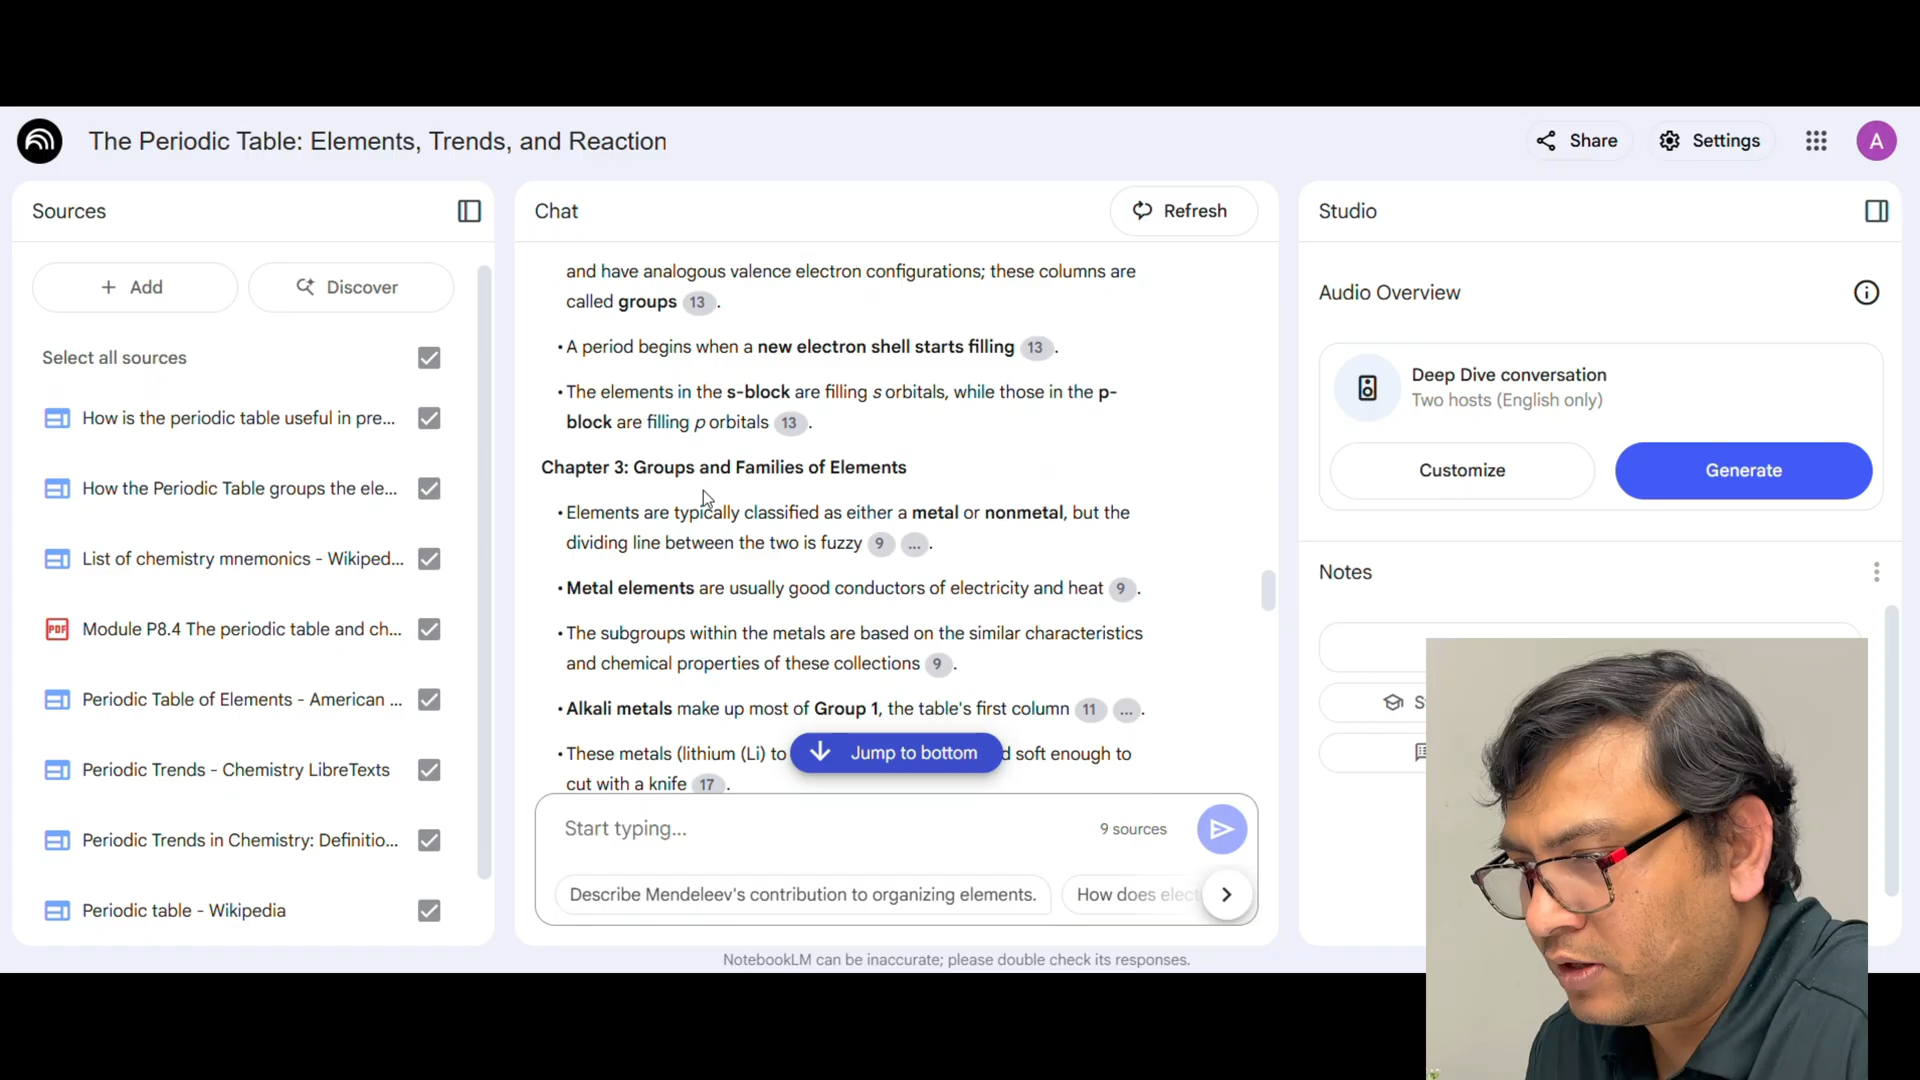 The Periodic Table: Elements, Trends, and Reaction
Share
Settings
A
Sources
Add
Discover
Select all sources
How is the periodic table useful in pre...
How the Periodic Table groups the ele...
List of chemistry mnemonics - Wikiped...
PDF
Module P8.4 The periodic table and ch...
Periodic Table of Elements - American ...
Periodic Trends - Chemistry LibreTexts
Periodic Trends in Chemistry: Definitio...
Periodic table - Wikipedia
Chat
Refresh
and have analogous valence electron configurations; these columns are
called groups 13.
• A period begins when a new electron shell starts filling 13.
• The elements in the s-block are filling s orbitals, while those in the p-
block are filling p orbitals 13.
Chapter 3: Groups and Families of Elements
• Elements are typically classified as either a metal or nonmetal, but the
dividing line between the two is fuzzy 9 ... .
• Metal elements are usually good conductors of electricity and heat 9.
• The subgroups within the metals are based on the similar characteristics
and chemical properties of these collections 9.
• Alkali metals make up most of Group 1, the table's first column 11 ... .
• These metals (lithium (Li) to
soft enough to
cut with a knife 17.
Jump to bottom
Start typing...
9 sources
Describe Mendeleev's contribution to organizing elements.
How does elect
NotebookLM can be inaccurate; please double check its responses.
Studio
Audio Overview
Deep Dive conversation
Two hosts (English only)
Customize
Generate
Notes